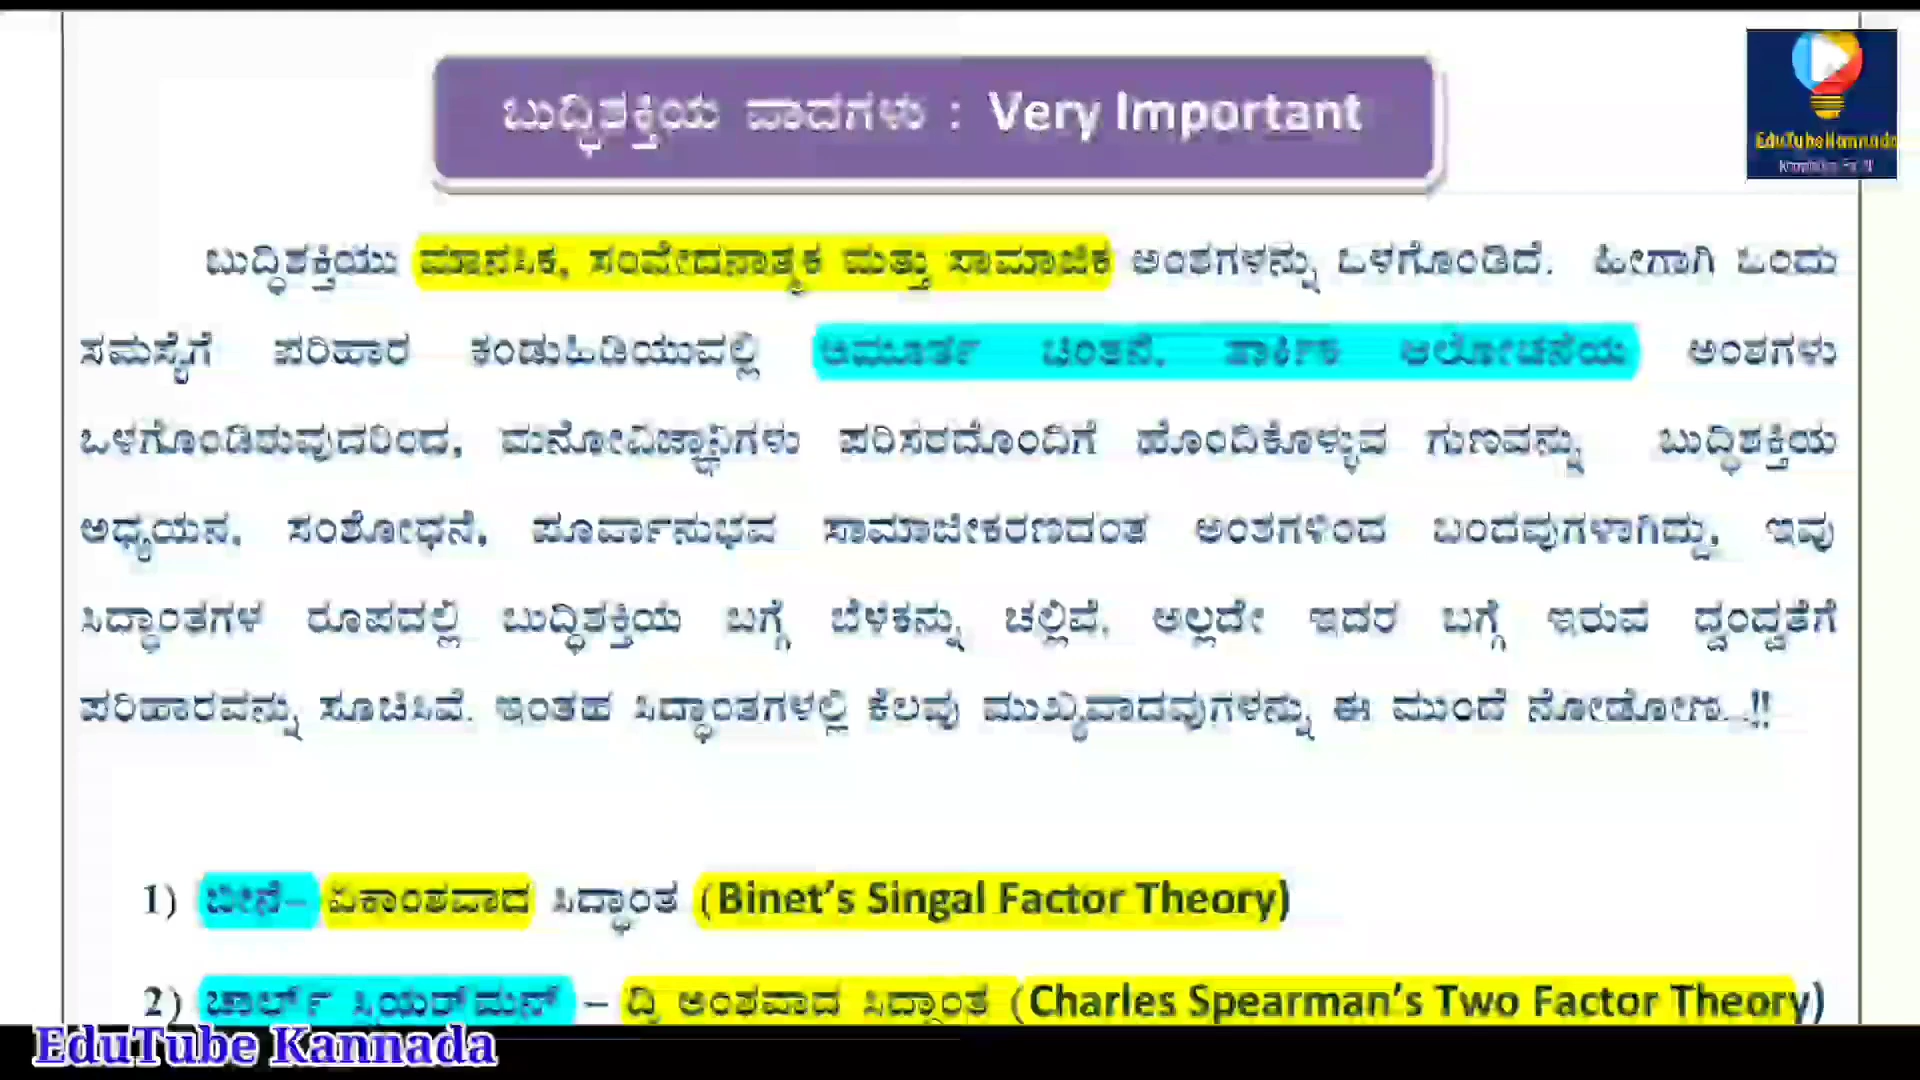 ಬುದ್ಧಿಶಕ್ತಿಯ ವಾದಗಳು : Very Important
EduTubeKannada
ಬುದ್ಧಿಶಕ್ತಿಯು ಮಾನಸಿಕ, ಸಂವೇದನಾತ್ಮಕ ಮತ್ತು ಸಾಮಾಜಿಕ ಅಂಶಗಳನ್ನು ಒಳಗೊಂಡಿದೆ. ಹೀಗಾಗಿ ಒಂದು
ಸಮಸ್ಯೆಗೆ ಪರಿಹಾರ ಕಂಡುಹಿಡಿಯುವಲ್ಲಿ ಅಮೂರ್ತ ಚಿಂತನೆ, ತಾರ್ಕಿಕ ಆಲೋಚನೆಯ ಅಂಶಗಳು
ಒಳಗೊಂಡಿರುವುದರಿಂದ, ಮನೋವಿಜ್ಞಾನಿಗಳು ಪರಿಸರದೊಂದಿಗೆ ಹೊಂದಿಕೊಳ್ಳುವ ಗುಣವನ್ನು ಬುದ್ಧಿಶಕ್ತಿಯ
ಅಧ್ಯಯನ, ಸಂಶೋಧನೆ, ಪೂರ್ವಾನುಭವ ಸಾಮಾಜೀಕರಣದಂತ ಅಂಶಗಳಿಂದ ಬಂದವುಗಳಾಗಿದ್ದು, ಇವು
ಸಿದ್ಧಾಂತಗಳ ರೂಪದಲ್ಲಿ ಬುದ್ಧಿಶಕ್ತಿಯ ಬಗ್ಗೆ ಬೆಳಕನ್ನು ಚಲ್ಲಿವೆ. ಅಲ್ಲದೇ ಇದರ ಬಗ್ಗೆ ಇರುವ ದ್ವಂದ್ವತೆಗೆ
ಪರಿಹಾರವನ್ನು ಸೂಚಿಸಿವೆ. ಇಂತಹ ಸಿದ್ಧಾಂತಗಳಲ್ಲಿ ಕೆಲವು ಮುಖ್ಯವಾದವುಗಳನ್ನು ಈ ಮುಂದೆ ನೋಡೋಣ...!!
1) ಬೀನೆ– ಏಕಾಂಶವಾದ ಸಿದ್ಧಾಂತ (Binet’s Singal Factor Theory)
2) ಚಾರ್ಲ್ಸ್ ಸ್ಪಿಯರ್‌ಮನ್ – ದ್ವಿ ಅಂಶವಾದ ಸಿದ್ಧಾಂತ (Charles Spearman’s Two Factor Theory)
EduTube Kannada